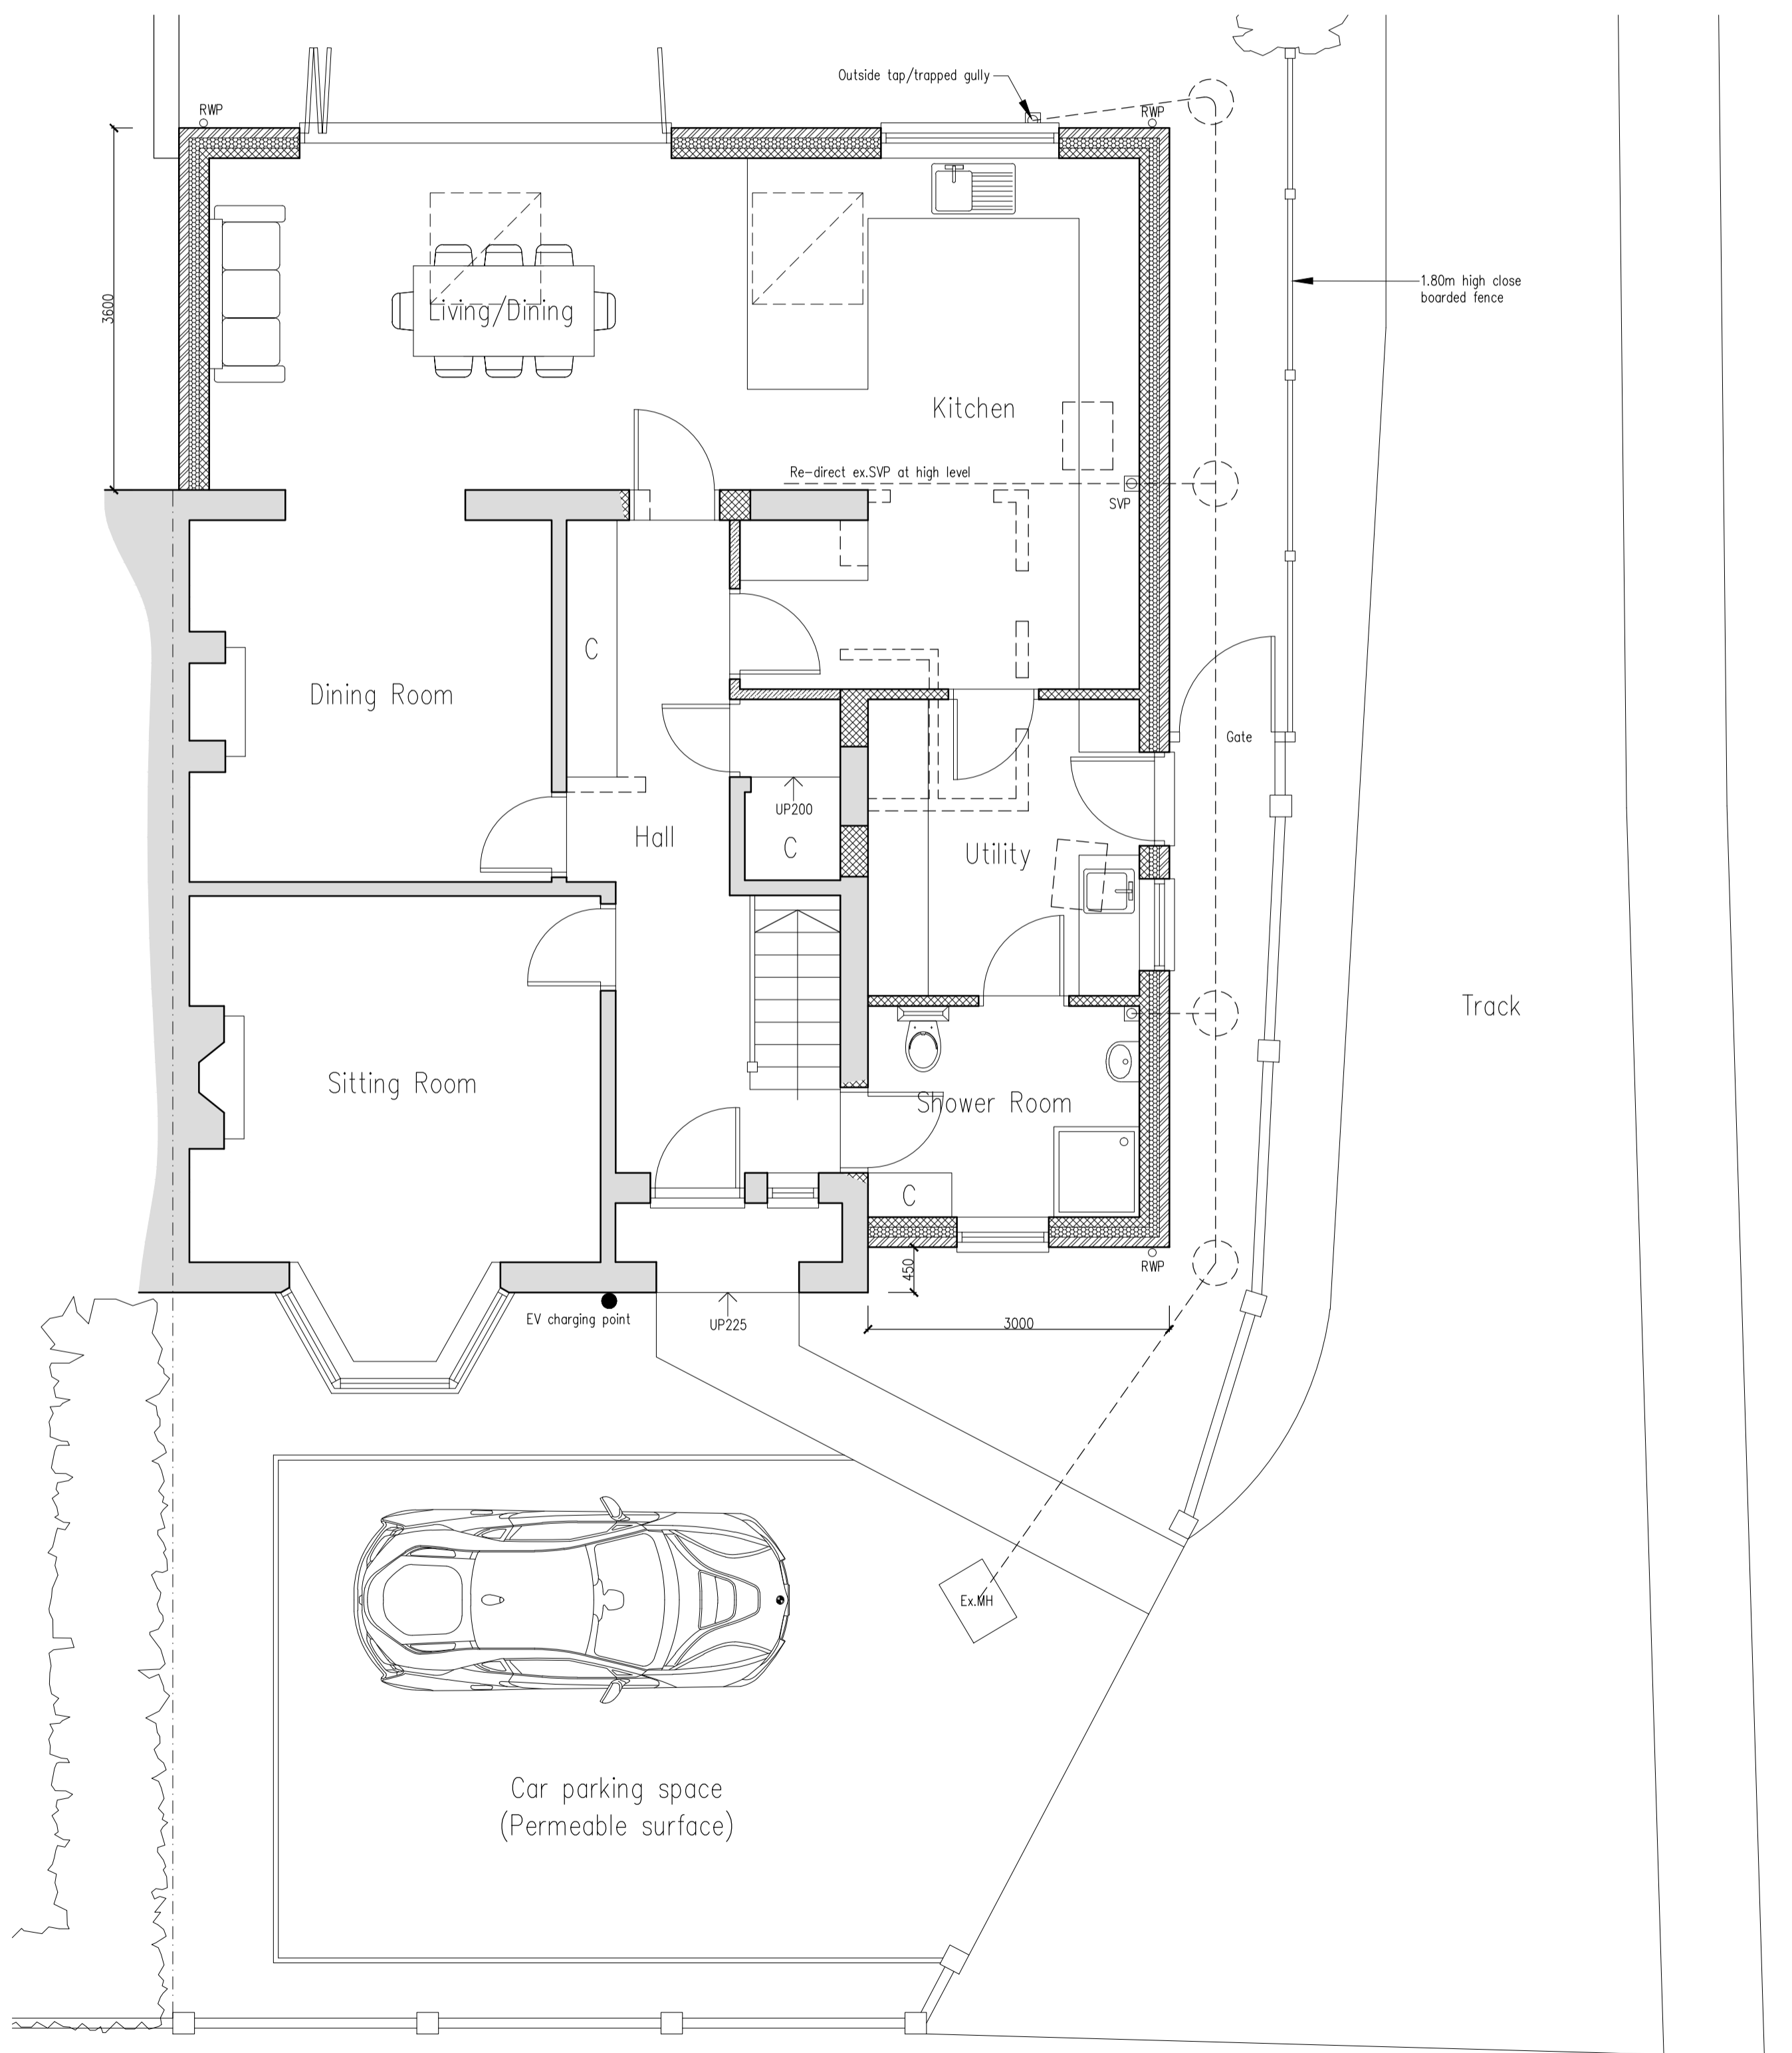 Outside tap/trapped gully
RWP
RWP
3600
1.80m high close
boarded fence
Living/Dining
Kitchen
Re-direct ex.SVP at high level
SVP
C
Dining Room
Gate
UP200
Hall
C
Utility
Track
Sitting Room
Shower Room
C
RWP
450
EV charging point
UP225
3000
Ex.MH
Car parking space
(Permeable surface)